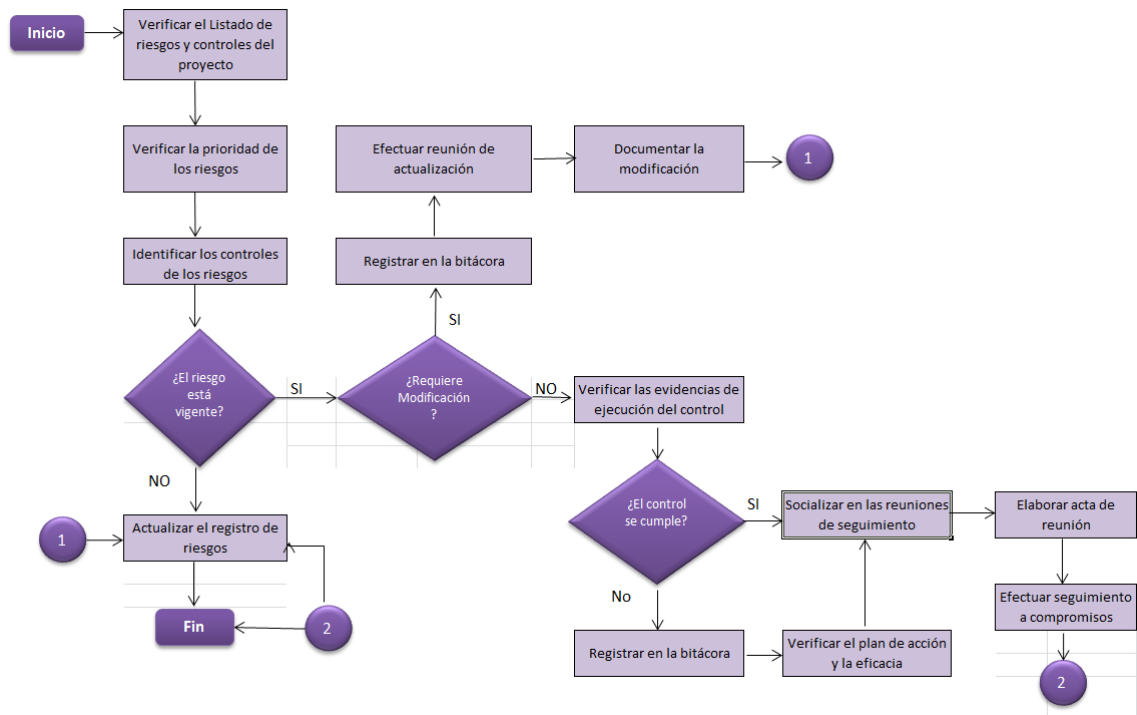 Inicio
Verificar el Listado de
riesgos y controles del
proyecto
Verificar la prioridad de
los riesgos
Efectuar reunión de
actualización
Documentar la
modificación
1
Identificar los controles
de los riesgos
Registrar en la bitácora
SI
¿El riesgo
está
vigente?
SI
¿Requiere
Modificación
?
NO
Verificar las evidencias de
ejecución del control
NO
1
Actualizar el registro de
riesgos
¿El control
se cumple?
SI
Socializar en las reuniones
de seguimiento
Elaborar acta de
reunión
No
Efectuar seguimiento
a compromisos
Fin
2
Registrar en la bitácora
Verificar el plan de acción
y la eficacia
2